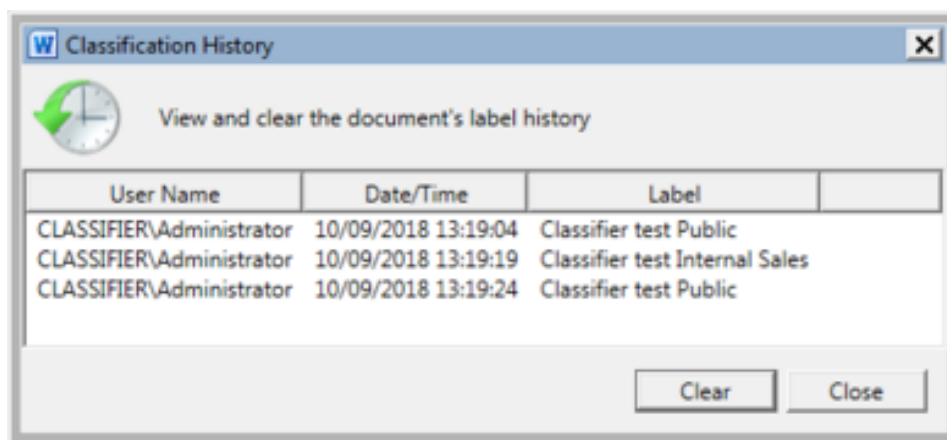 W Classification History
View and clear the document's label history
User Name Date/Time Label
CLASSIFIER\Administrator 10/09/2018 13:19:04 Classifier test Public
CLASSIFIER\Administrator 10/09/2018 13:19:19 Classifier test Internal Sales
CLASSIFIER\Administrator 10/09/2018 13:19:24 Classifier test Public
Clear Close